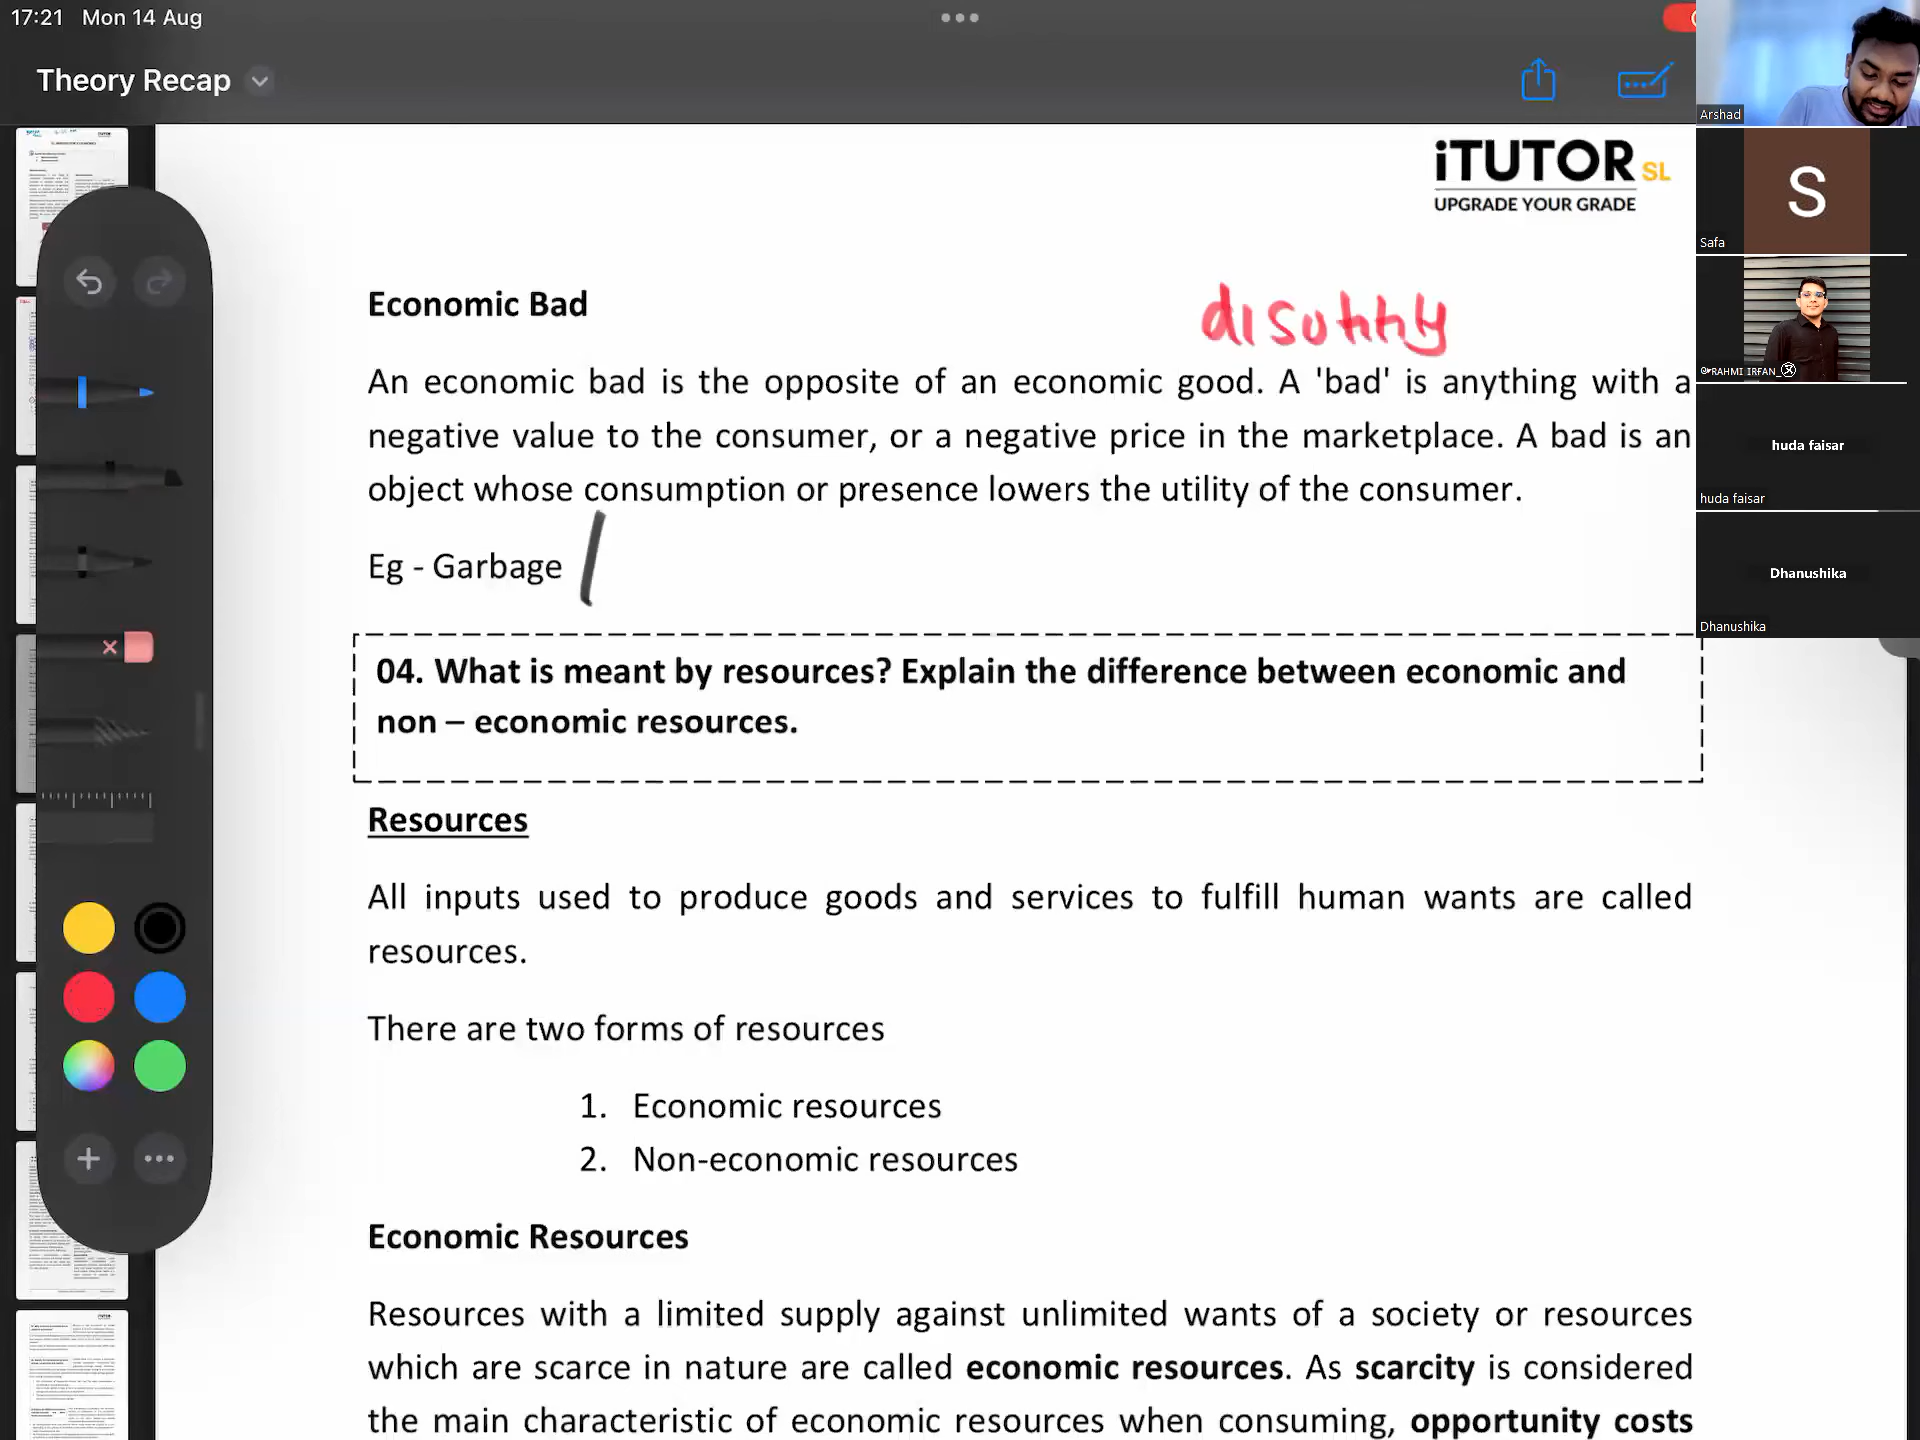 17:21 Mon 14 Aug
Theory Recap
Arshad
iTUTOR SL
UPGRADE YOUR GRADE
S
Safa
Economic Bad
disutility
RAHMI IRFAN
An economic bad is the opposite of an economic good. A 'bad' is anything with a
negative value to the consumer, or a negative price in the marketplace. A bad is an
object whose consumption or presence lowers the utility of the consumer.
huda faisar
huda faisar
Eg - Garbage
Dhanushika
Dhanushika
04. What is meant by resources? Explain the difference between economic and
non – economic resources.
Resources
All inputs used to produce goods and services to fulfill human wants are called
resources.
There are two forms of resources
1. Economic resources
2. Non-economic resources
Economic Resources
Resources with a limited supply against unlimited wants of a society or resources
which are scarce in nature are called economic resources. As scarcity is considered
the main characteristic of economic resources when consuming, opportunity costs